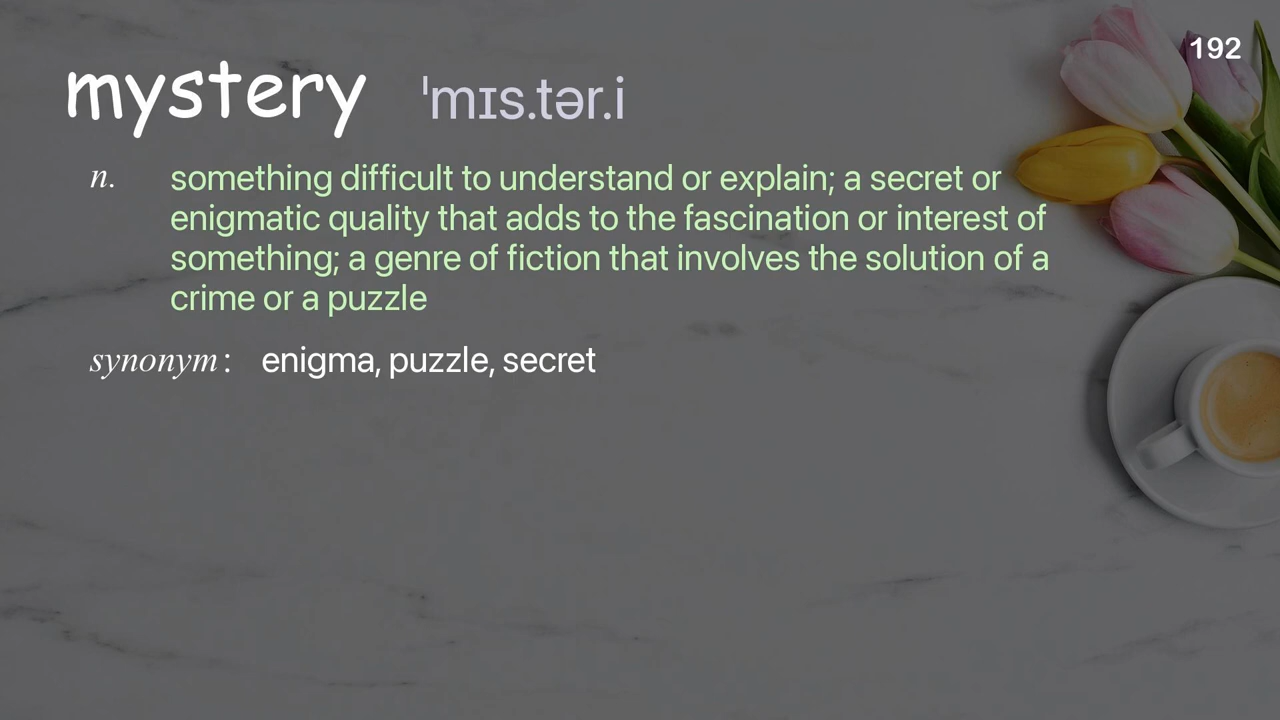 192
mystery ˈmɪs.tər.i
n. something difficult to understand or explain; a secret or
enigmatic quality that adds to the fascination or interest of
something; a genre of fiction that involves the solution of a
crime or a puzzle
synonym: enigma, puzzle, secret